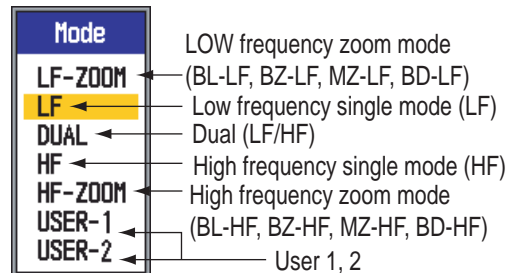 Mode
LF-ZOOM
LF
DUAL
HF
HF-ZOOM
USER-1
USER-2
LOW frequency zoom mode
(BL-LF, BZ-LF, MZ-LF, BD-LF)
Low frequency single mode (LF)
Dual (LF/HF)
High frequency single mode (HF)
High frequency zoom mode
(BL-HF, BZ-HF, MZ-HF, BD-HF)
User 1, 2